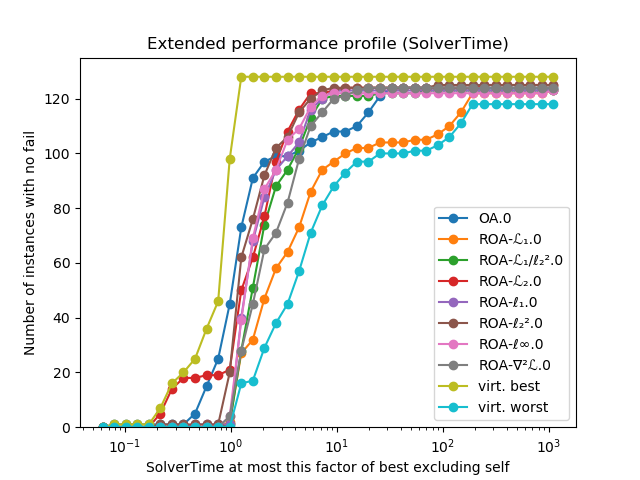 Extended performance profile (SolverTime)
Number of instances with no fail
120
100
80
60
40
20
0
10⁻¹
10⁰
10¹
10²
10³
SolverTime at most this factor of best excluding self
OA.0
ROA-ℒ₁.0
ROA-ℒ₁/ℓ₂².0
ROA-ℒ₂.0
ROA-ℓ₁.0
ROA-ℓ₂².0
ROA-ℓ∞.0
ROA-∇²ℒ.0
virt. best
virt. worst